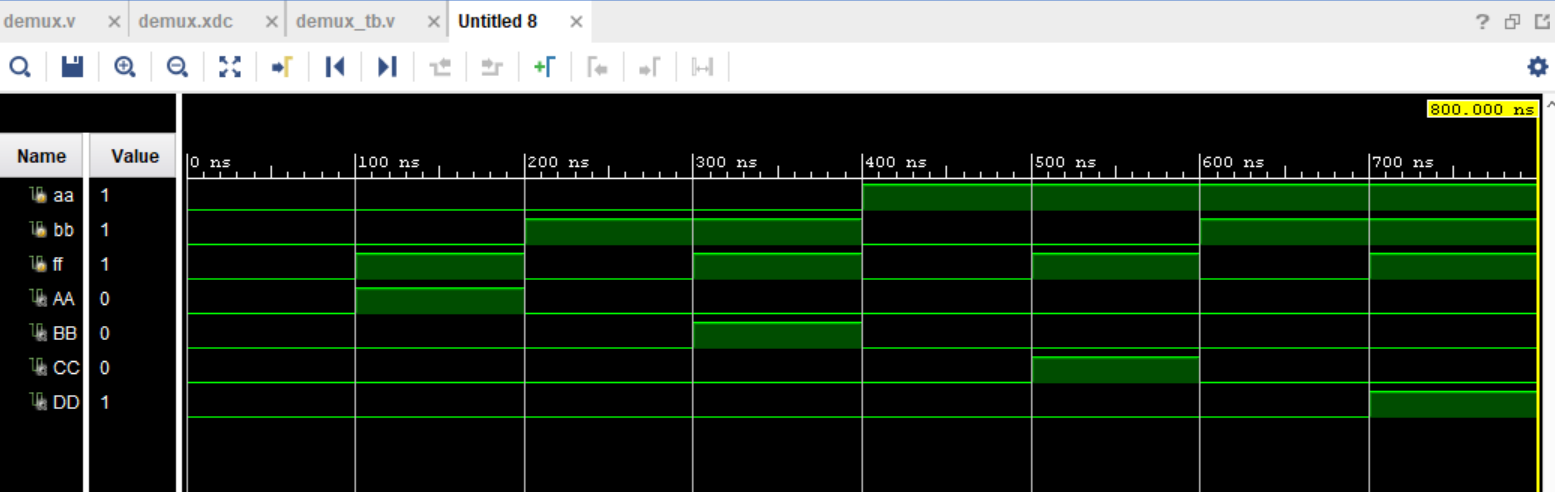 demux.v × demux.xdc × demux_tb.v × Untitled 8 × ?
800.000 ns
Name Value 0 ns 100 ns 200 ns 300 ns 400 ns 500 ns 600 ns 700 ns
aa 1
bb 1
ff 1
AA 0
BB 0
CC 0
DD 1